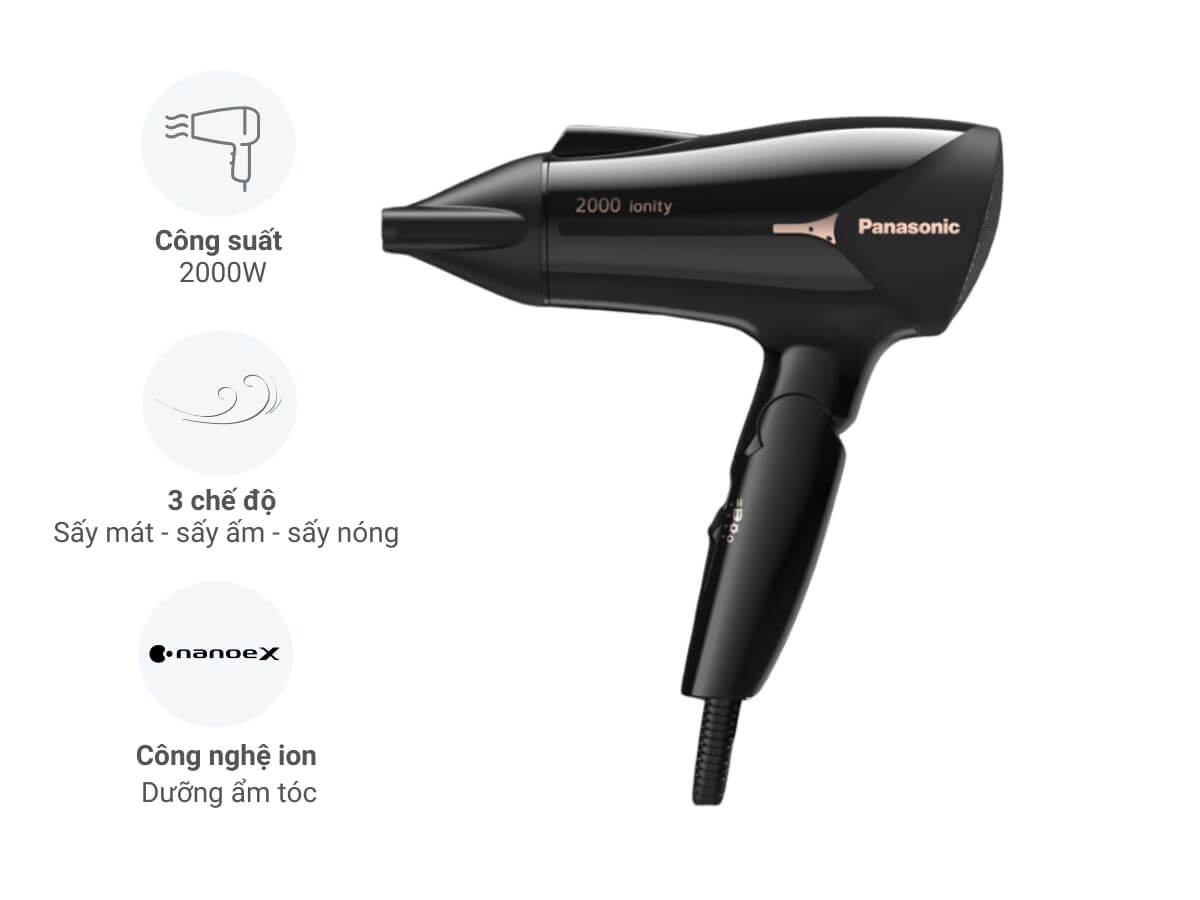 Công suất
2000W
3 chế độ
Sấy mát - sấy ấm - sấy nóng
nanoeX
Công nghệ ion
Dưỡng ẩm tóc
2000 ionity
Panasonic